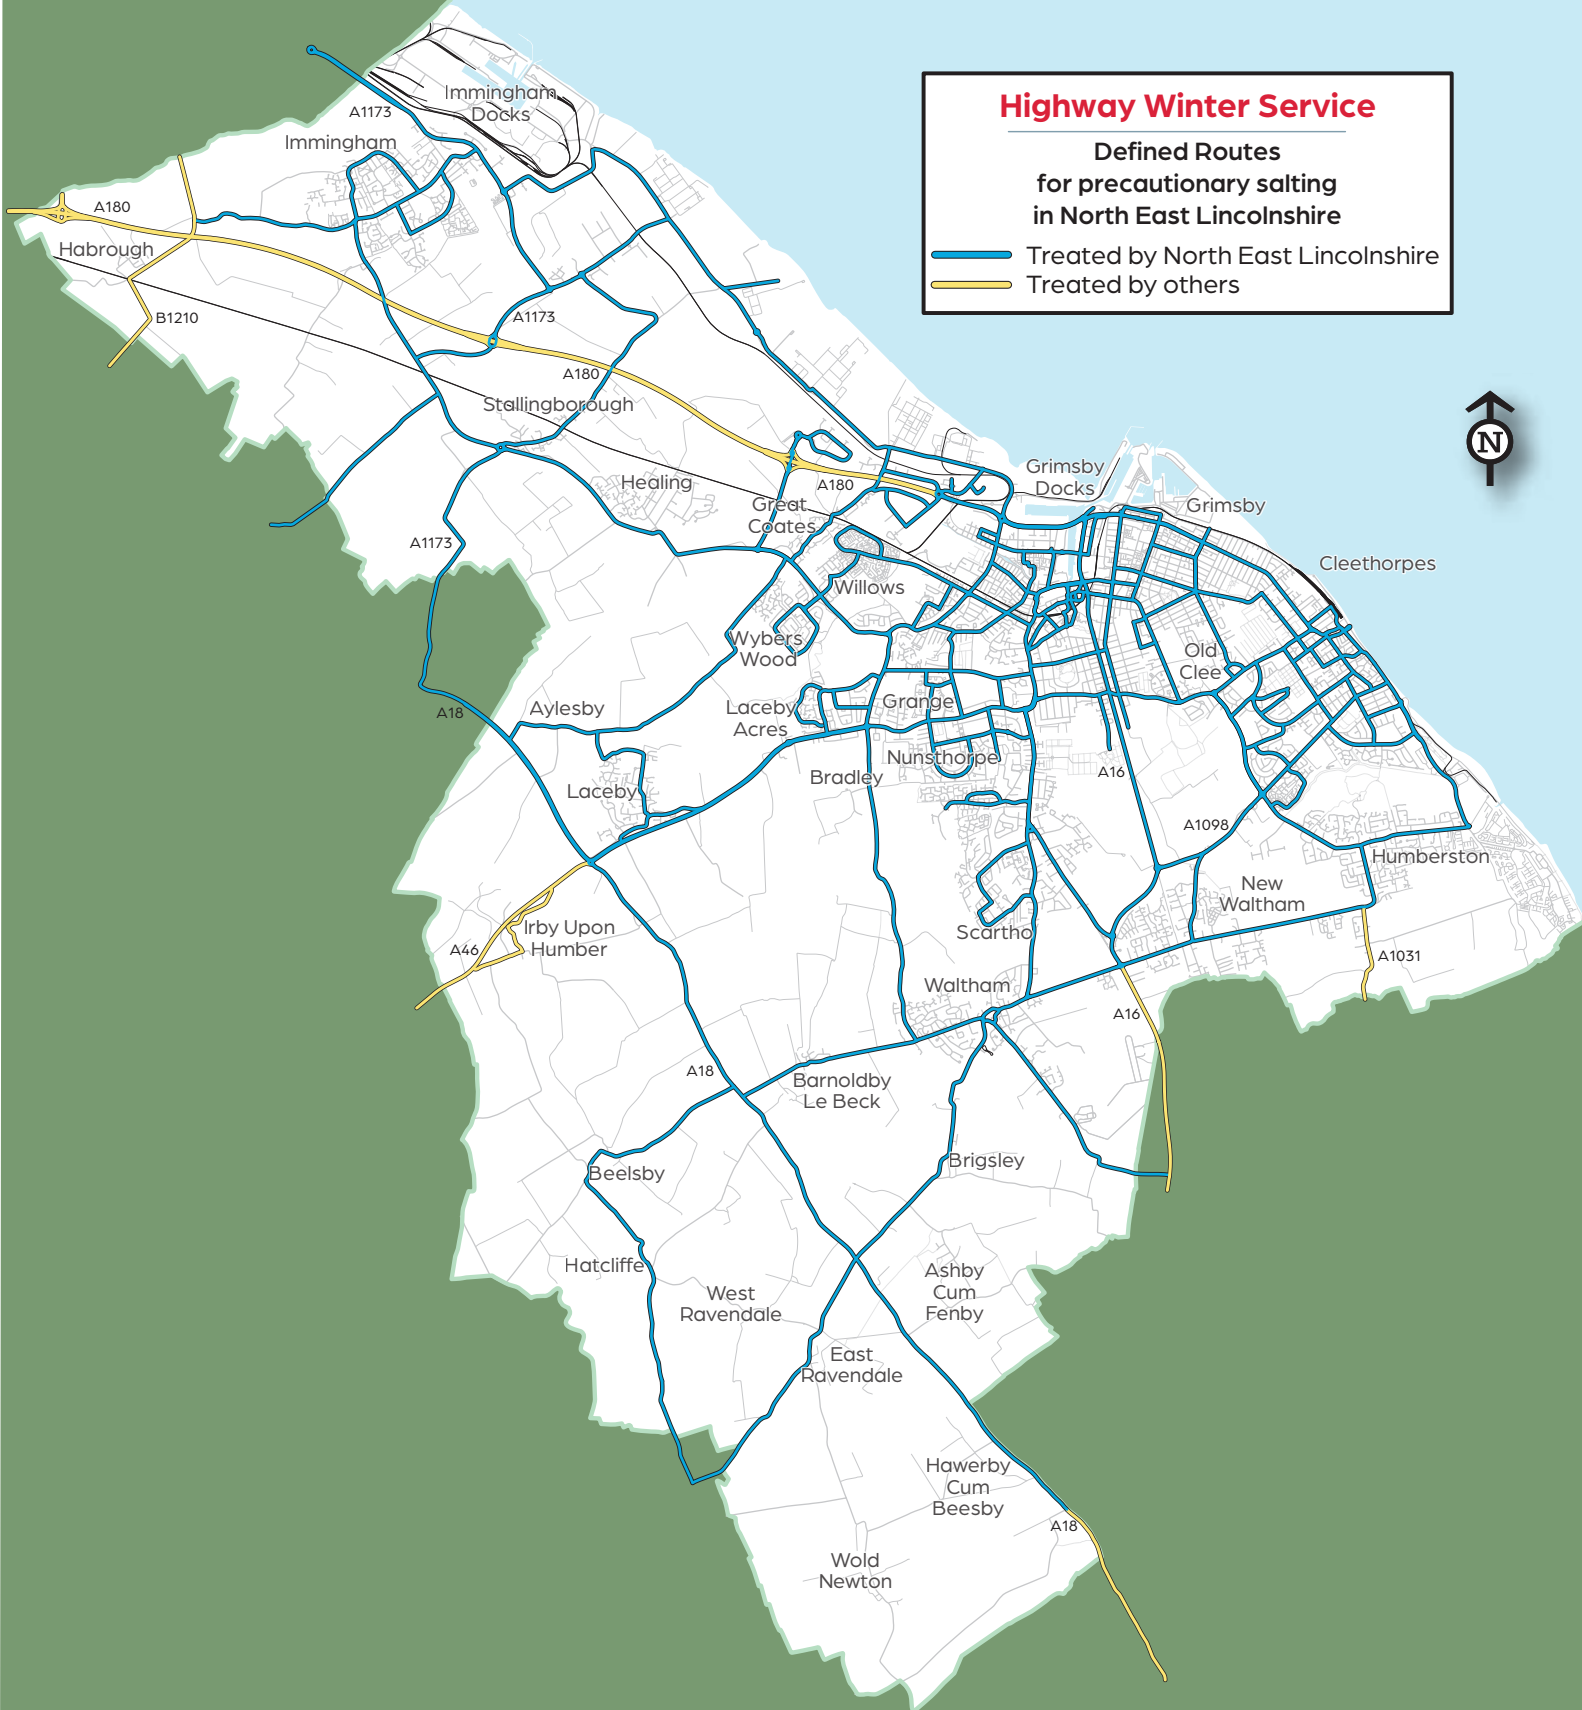 Highway Winter Service
Defined Routes
for precautionary salting
in North East Lincolnshire
Treated by North East Lincolnshire
Treated by others
N
Immingham
Docks
A1173
Immingham
A180
Habrough
B1210
A1173
A180
Stallingborough
Healing
A180
Great
Coates
Grimsby
Docks
Grimsby
Cleethorpes
A1173
Willows
Wybers
Wood
Old
Clee
A18
Aylesby
Laceby
Acres
Grange
Nunsthorpe
Bradley
A16
Laceby
A1098
Humberston
New
Waltham
Irby Upon
Humber
A46
Scartho
A1031
Waltham
A16
A18
Barnoldby
Le Beck
Beelsby
Brigsley
Hatcliffe
West
Ravendale
Ashby
Cum
Fenby
East
Ravendale
Hawerby
Cum
Beesby
A18
Wold
Newton